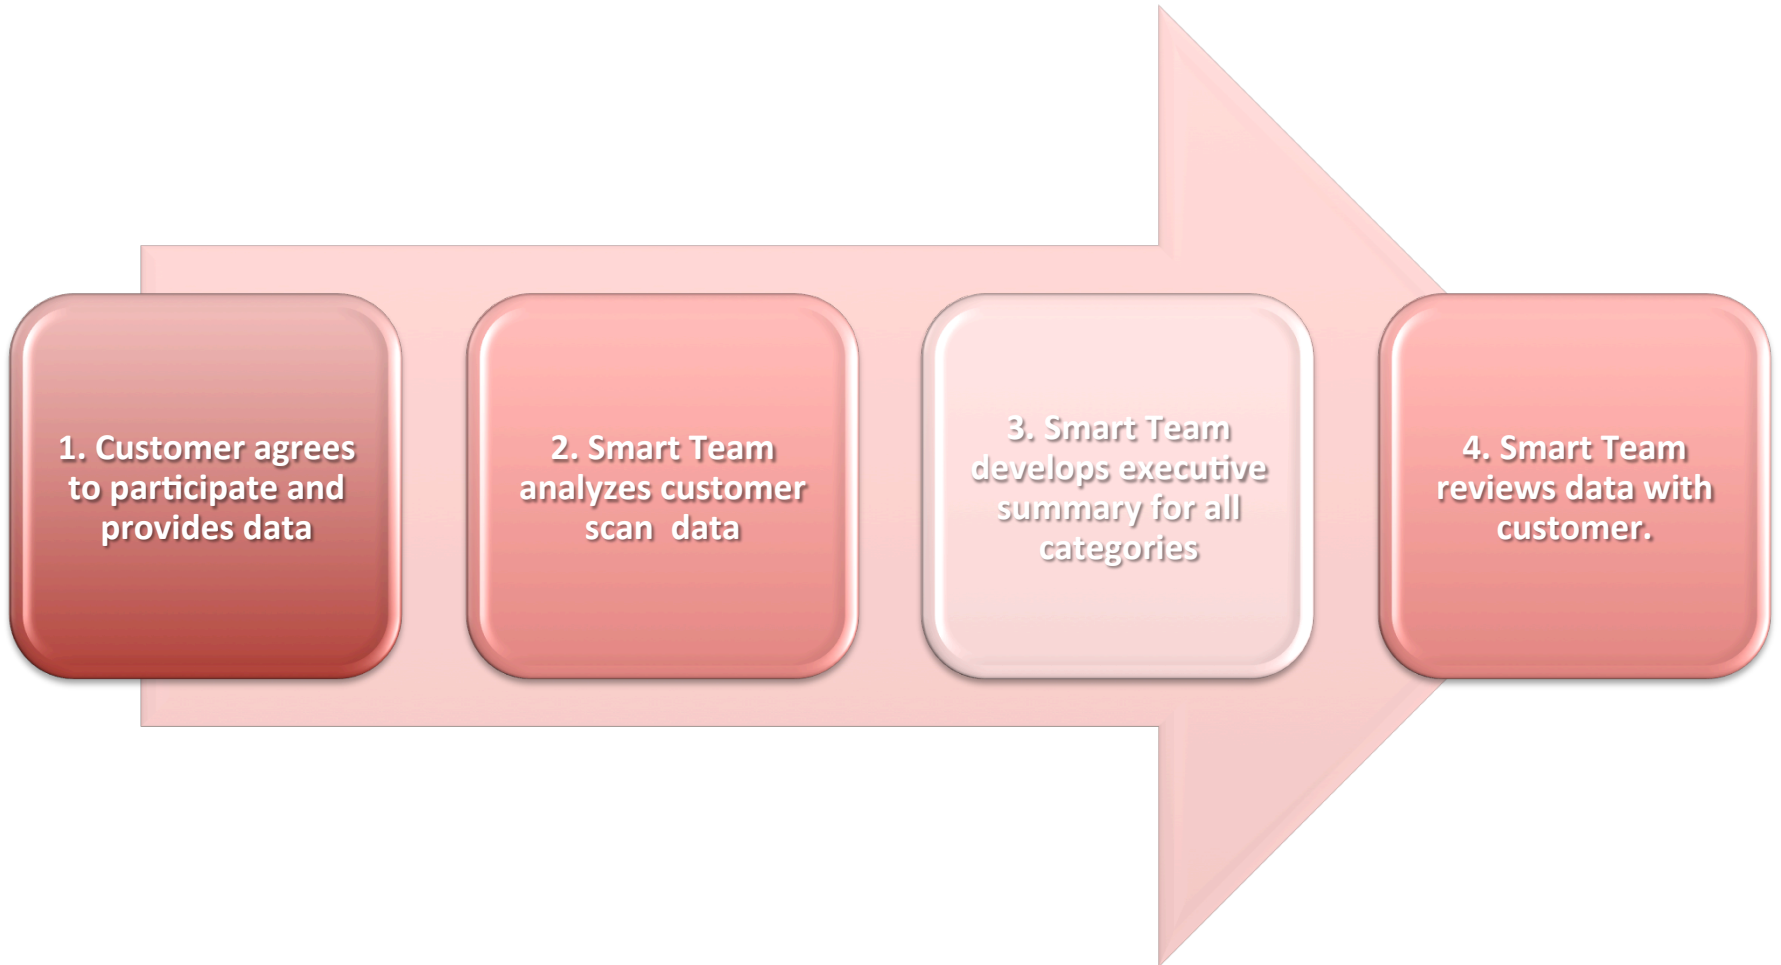 1. Customer agrees
to participate and
provides data
2. Smart Team
analyzes customer
scan  data
3. Smart Team
develops executive
summary for all
categories
4. Smart Team
reviews data with
customer.